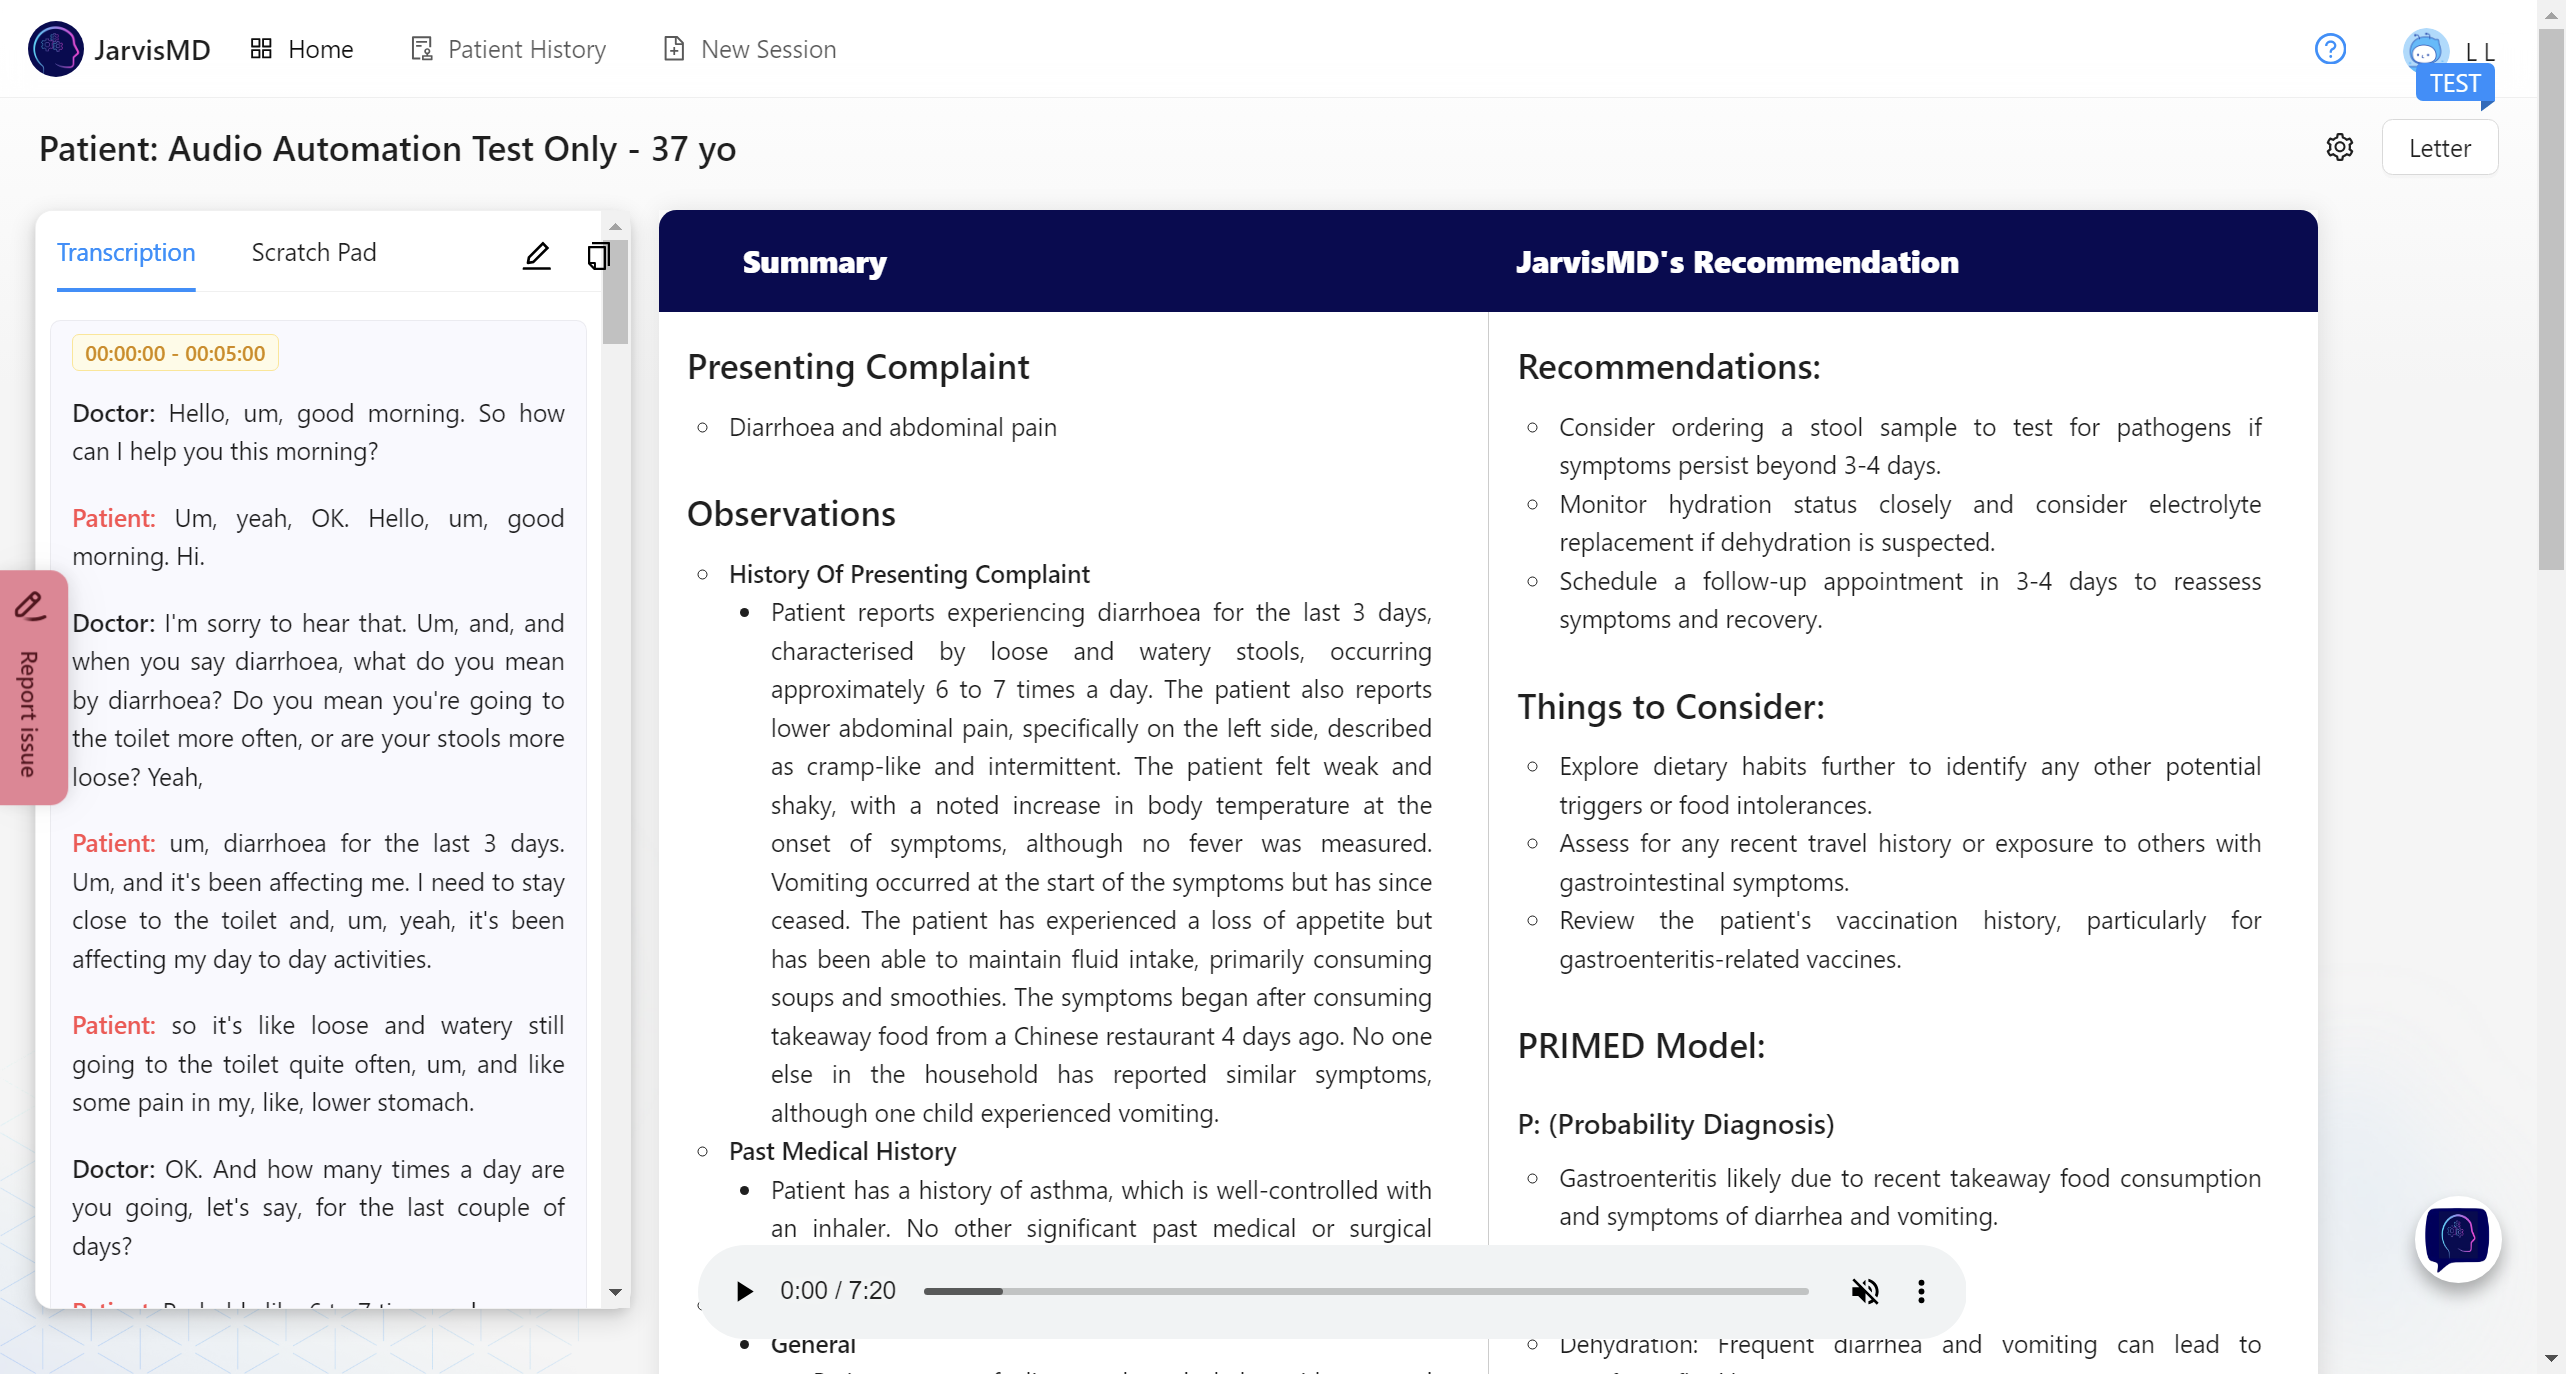 JarvisMD
Home
Patient History
New Session
L L
TEST
Patient: Audio Automation Test Only - 37 yo
Letter
Transcription
Scratch Pad
00:00:00 - 00:05:00
Doctor: Hello, um, good morning. So how
can I help you this morning?
Patient: Um, yeah, OK. Hello, um, good
morning. Hi.
Doctor: I'm sorry to hear that. Um, and, and
when you say diarrhoea, what do you mean
by diarrhoea? Do you mean you're going to
the toilet more often, or are your stools more
loose? Yeah,
Patient: um, diarrhoea for the last 3 days.
Um, and it's been affecting me. I need to stay
close to the toilet and, um, yeah, it's been
affecting my day to day activities.
Patient: so it's like loose and watery still
going to the toilet quite often, um, and like
some pain in my, like, lower stomach.
Doctor: OK. And how many times a day are
you going, let's say, for the last couple of
days?
Report issue
Summary
Presenting Complaint
Diarrhoea and abdominal pain
Observations
History Of Presenting Complaint
Patient reports experiencing diarrhoea for the last 3 days,
characterised by loose and watery stools, occurring
approximately 6 to 7 times a day. The patient also reports
lower abdominal pain, specifically on the left side, described
as cramp-like and intermittent. The patient felt weak and
shaky, with a noted increase in body temperature at the
onset of symptoms, although no fever was measured.
Vomiting occurred at the start of the symptoms but has since
ceased. The patient has experienced a loss of appetite but
has been able to maintain fluid intake, primarily consuming
soups and smoothies. The symptoms began after consuming
takeaway food from a Chinese restaurant 4 days ago. No one
else in the household has reported similar symptoms,
although one child experienced vomiting.
Past Medical History
Patient has a history of asthma, which is well-controlled with
an inhaler. No other significant past medical or surgical
General
JarvisMD's Recommendation
Recommendations:
Consider ordering a stool sample to test for pathogens if
symptoms persist beyond 3-4 days.
Monitor hydration status closely and consider electrolyte
replacement if dehydration is suspected.
Schedule a follow-up appointment in 3-4 days to reassess
symptoms and recovery.
Things to Consider:
Explore dietary habits further to identify any other potential
triggers or food intolerances.
Assess for any recent travel history or exposure to others with
gastrointestinal symptoms.
Review the patient's vaccination history, particularly for
gastroenteritis-related vaccines.
PRIMED Model:
P: (Probability Diagnosis)
Gastroenteritis likely due to recent takeaway food consumption
and symptoms of diarrhea and vomiting.
Dehydration: Frequent diarrhea and vomiting can lead to
0:00 / 7:20